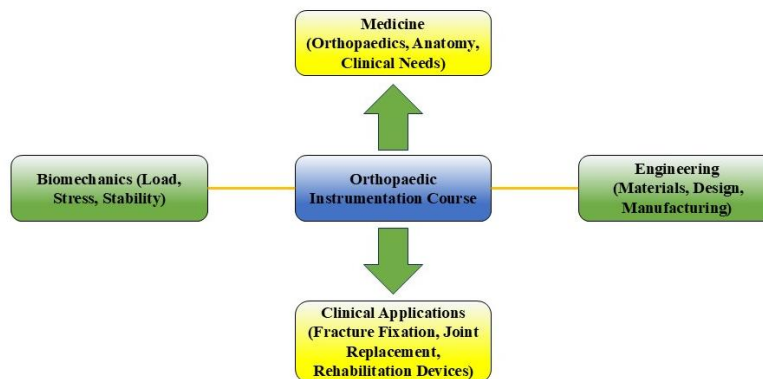 Medicine
(Orthopaedics, Anatomy,
Clinical Needs)
Biomechanics (Load,
Stress, Stability)
Orthopaedic
Instrumentation Course
Engineering
(Materials, Design,
Manufacturing)
Clinical Applications
(Fracture Fixation, Joint
Replacement,
Rehabilitation Devices)